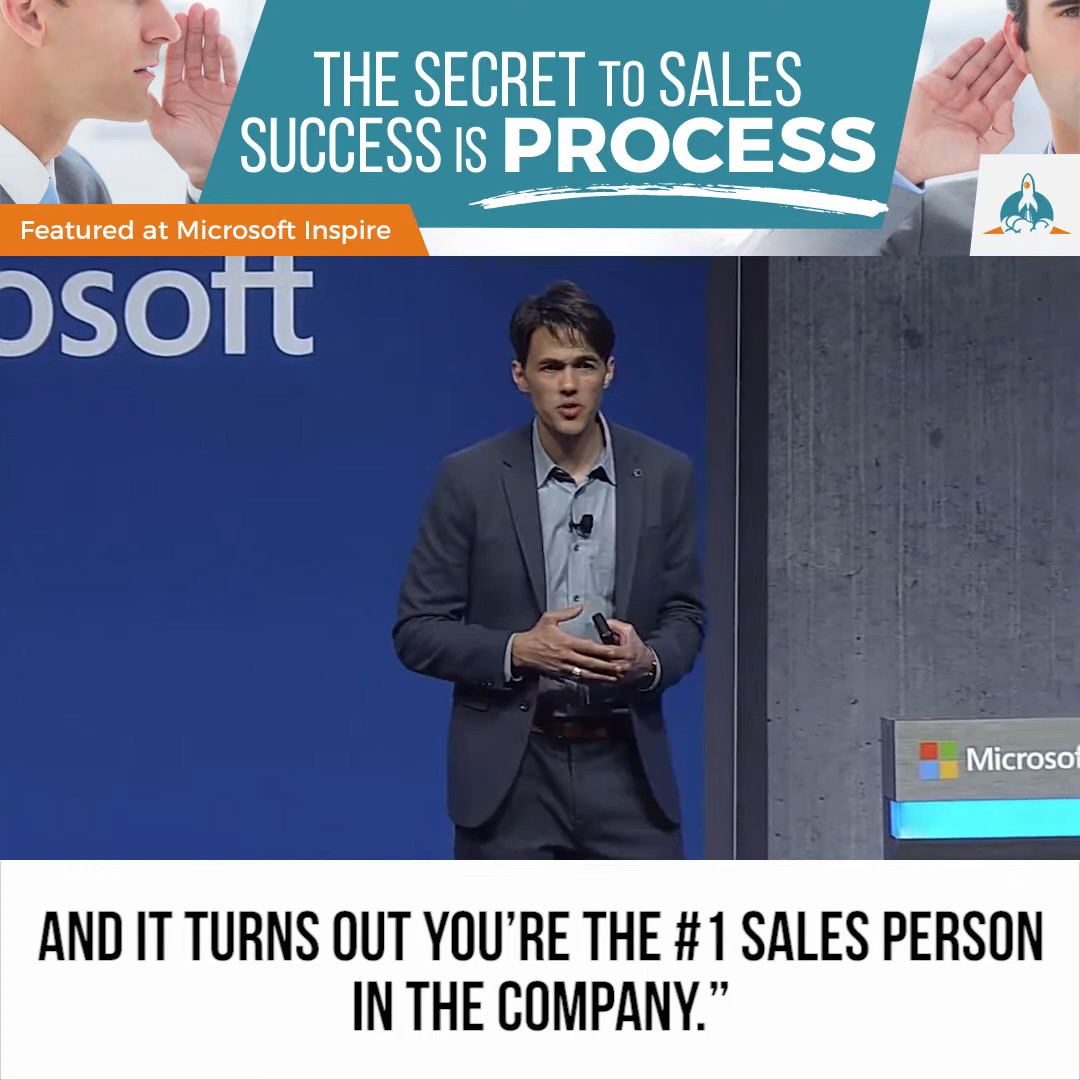 THE SECRET TO SALES
SUCCESS IS PROCESS
Featured at Microsoft Inspire
osoft
Microsof
AND IT TURNS OUT YOU’RE THE #1 SALES PERSON
IN THE COMPANY.”